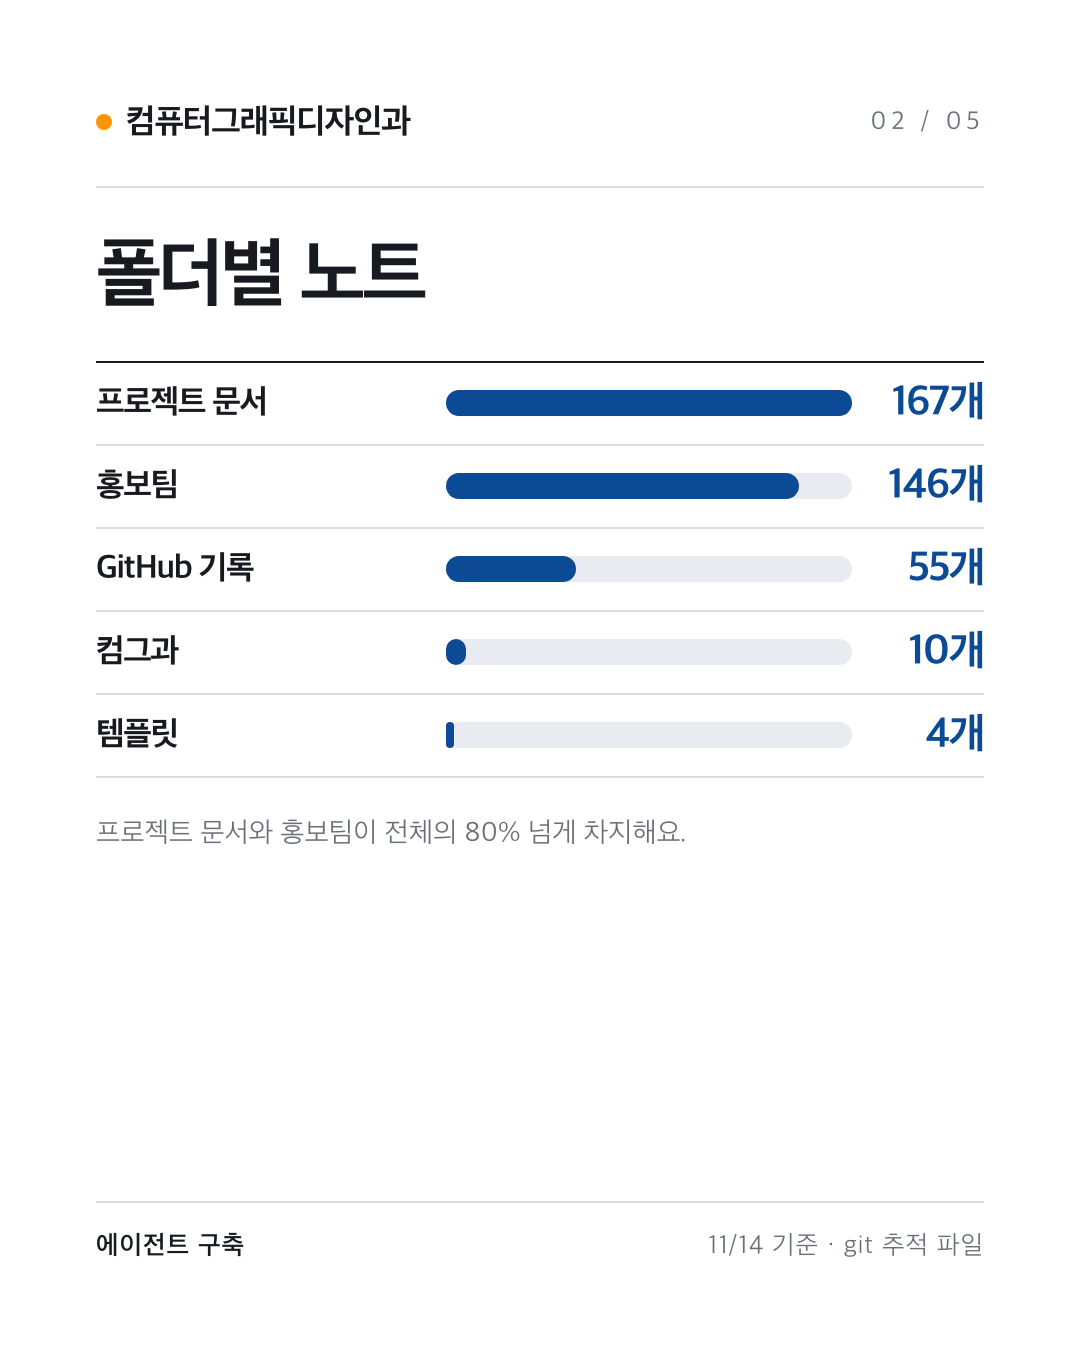 컴퓨터그래픽디자인과
02 / 05
폴더별 노트
프로젝트 문서 167개
홍보팀 146개
GitHub 기록 55개
컴그과 10개
템플릿 4개
프로젝트 문서와 홍보팀이 전체의 80% 넘게 차지해요.
에이전트 구축
11/14 기준 · git 추적 파일